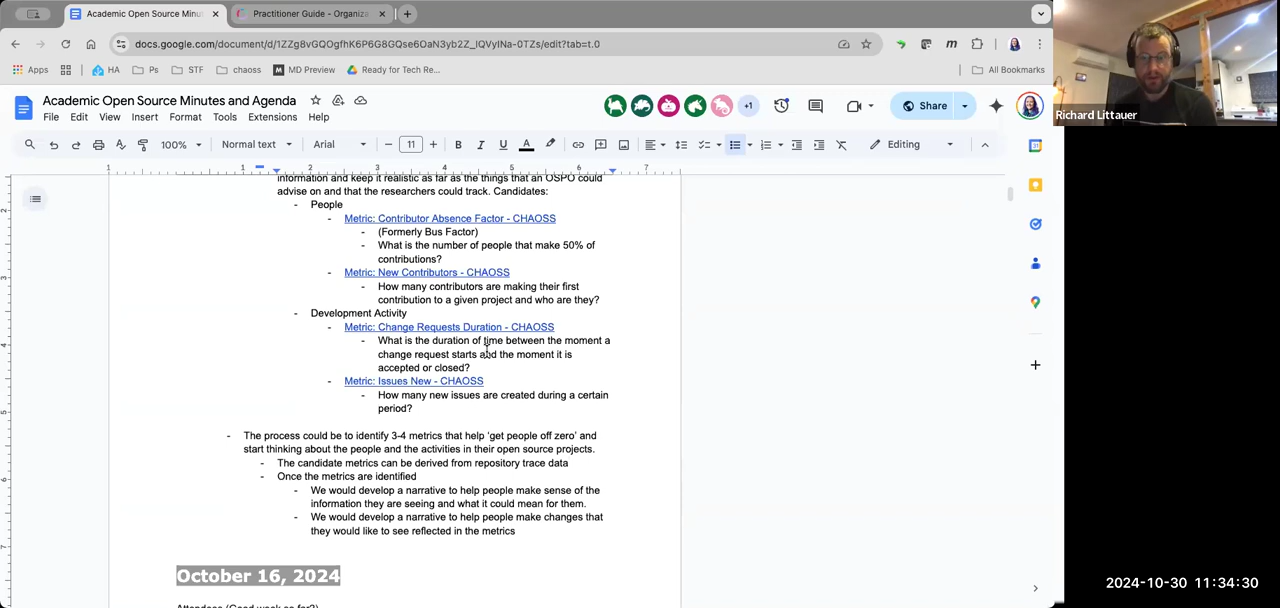 Academic Open Source Minut
Practitioner Guide - Organiza
docs.google.com/document/d/1ZZg8vGQOgfhK6P6G8GQse6OaN3yb2Z_IQVyINa-0TZs/edit?tab=t.0
Apps
HA
Ps
STF
chaoss
M MD Preview
Ready for Tech Re...
All Bookmarks
Richard Littauer
Academic Open Source Minutes and Agenda
File Edit View Insert Format Tools Extensions Help
+1
Share
100% Normal text Arial 11 B I U A Editing
1 1 2 3 4 5 6 7
information and keep it realistic as far as the things that an OSPO could
advise on and that the researchers could track. Candidates:
- People
- Metric: Contributor Absence Factor - CHAOSS
- (Formerly Bus Factor)
- What is the number of people that make 50% of
contributions?
- Metric: New Contributors - CHAOSS
- How many contributors are making their first
contribution to a given project and who are they?
- Development Activity
- Metric: Change Requests Duration - CHAOSS
- What is the duration of time between the moment a
change request starts and the moment it is
accepted or closed?
- Metric: Issues New - CHAOSS
- How many new issues are created during a certain
period?
- The process could be to identify 3-4 metrics that help 'get people off zero' and
start thinking about the people and the activities in their open source projects.
- The candidate metrics can be derived from repository trace data
- Once the metrics are identified
- We would develop a narrative to help people make sense of the
information they are seeing and what it could mean for them.
- We would develop a narrative to help people make changes that
they would like to see reflected in the metrics
October 16, 2024
2024-10-30 11:34:30